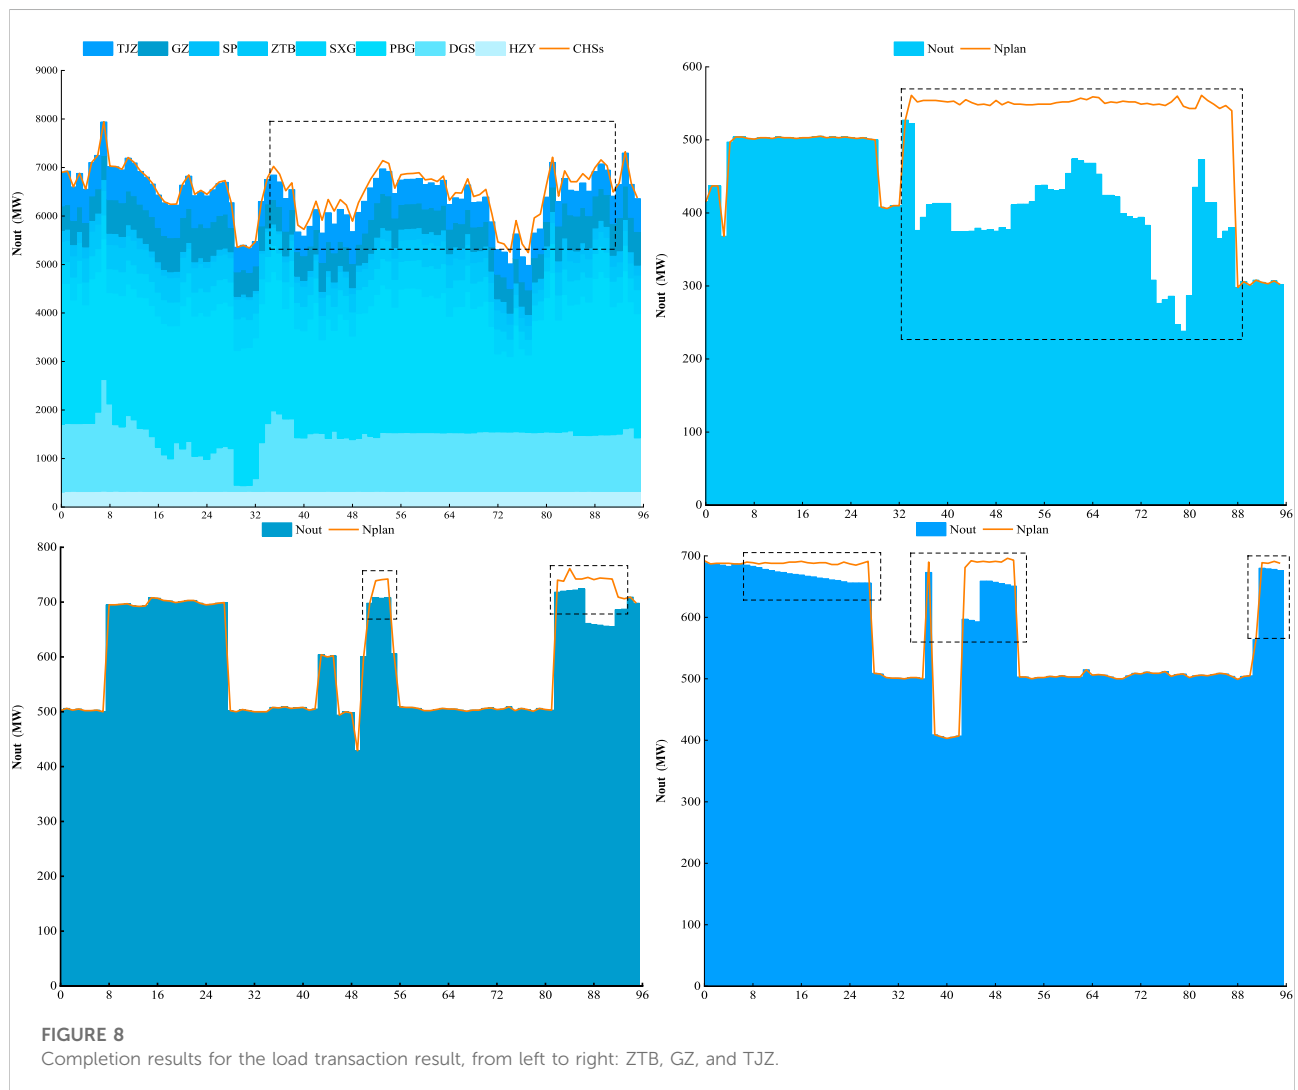 TJZ GZ SP ZTB SXG PBG DGS HZY CHSs
9000
8000
7000
6000
5000
4000
3000
2000
1000
0
Nout (MW)
0 8 16 24 32 40 48 56 64 72 80 88 96
Nout Nplan
600
500
400
300
200
100
0
Nout (MW)
0 8 16 24 32 40 48 56 64 72 80 88 96
Nout Nplan
800
700
600
500
400
300
200
100
0
Nout (MW)
0 8 16 24 32 40 48 56 64 72 80 88 96
Nout Nplan
700
600
500
400
300
200
100
0
Nout (MW)
0 8 16 24 32 40 48 56 64 72 80 88 96
FIGURE 8
Completion results for the load transaction result, from left to right: ZTB, GZ, and TJZ.